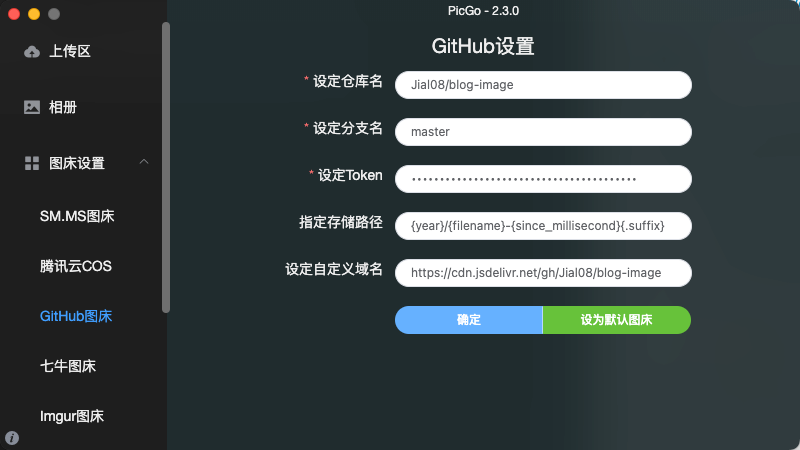 PicGo - 2.3.0
上传区
相册
图床设置
SM.MS图床
腾讯云COS
GitHub图床
七牛图床
Imgur图床
GitHub设置
* 设定仓库名
Jial08/blog-image
* 设定分支名
master
* 设定Token
指定存储路径
{year}/{filename}-{since_millisecond}{.suffix}
设定自定义域名
https://cdn.jsdelivr.net/gh/Jial08/blog-image
确定
设为默认图床